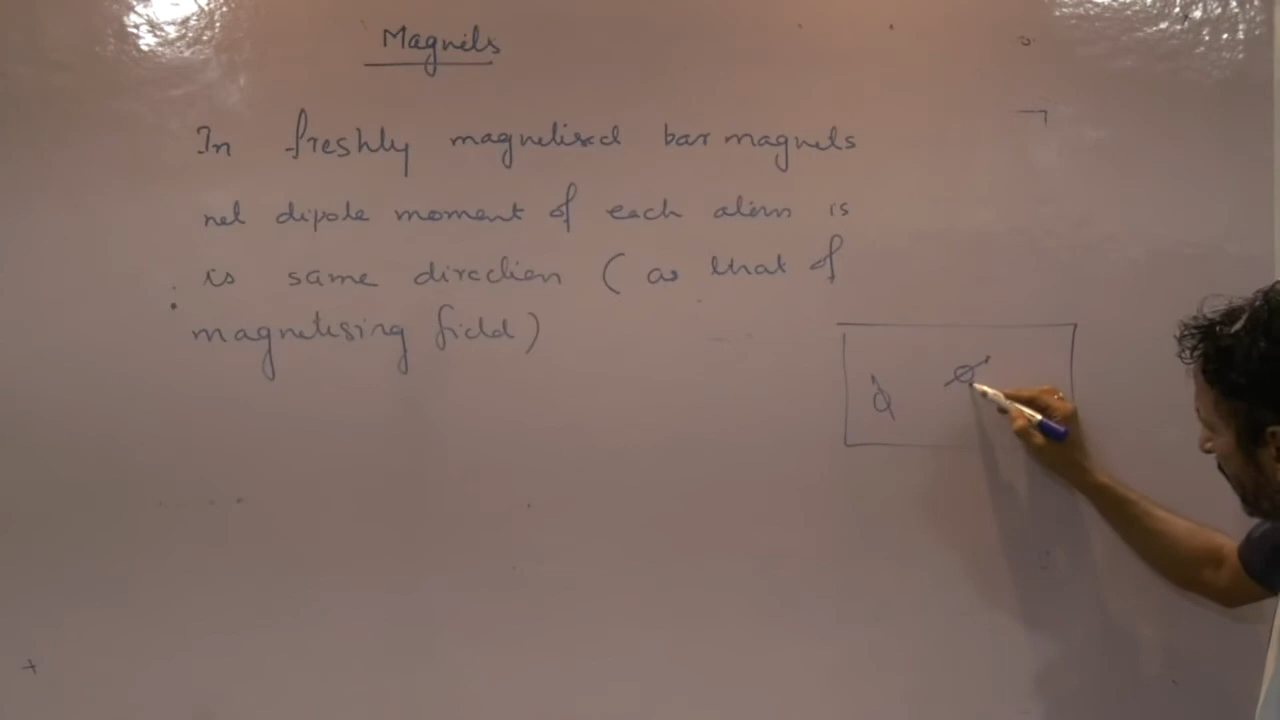 Magnets
In freshly magnetised bar magnets
net dipole moment of each atom is
is same direction ( as that of
magnetising field )